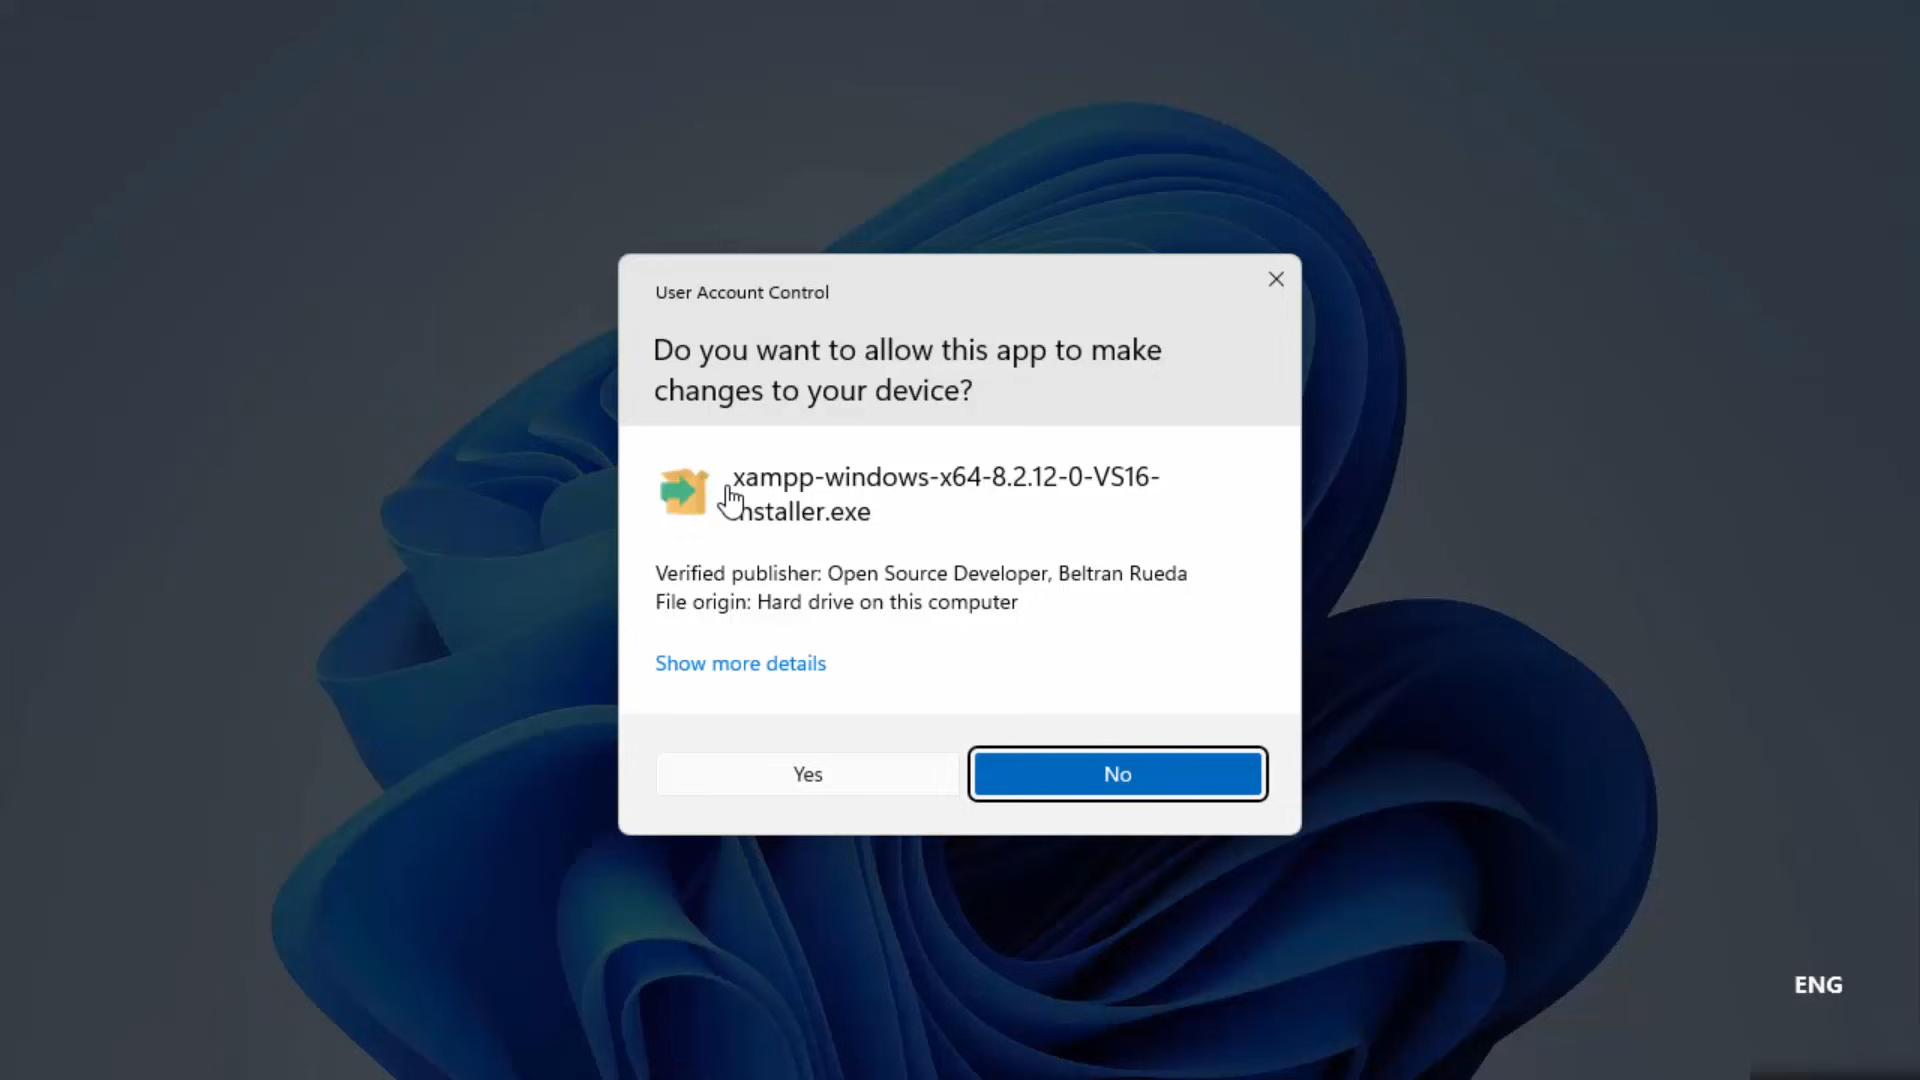 User Account Control
Do you want to allow this app to make
changes to your device?
xampp-windows-x64-8.2.12-0-VS16-
nstaller.exe
Verified publisher: Open Source Developer, Beltran Rueda
File origin: Hard drive on this computer
Show more details
Yes
No
ENG